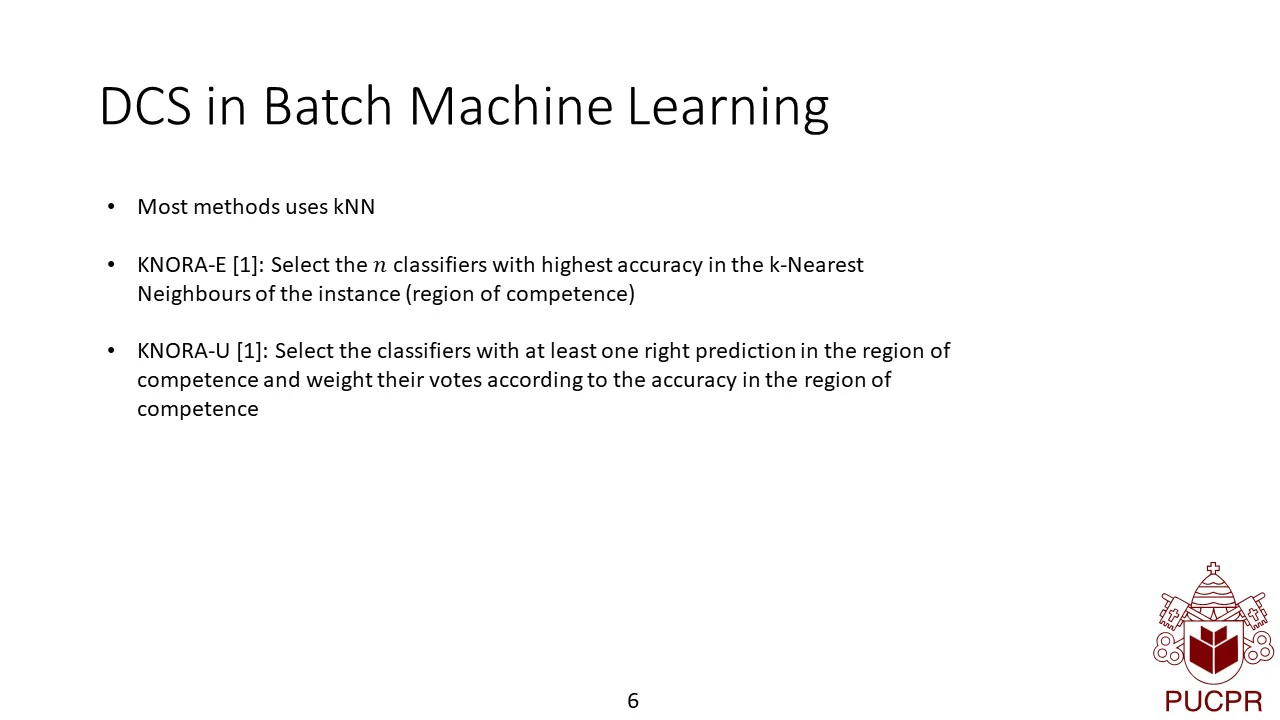 DCS in Batch Machine Learning
• Most methods uses kNN
• KNORA-E [1]: Select the 𝑛 classifiers with highest accuracy in the k-Nearest
Neighbours of the instance (region of competence)
• KNORA-U [1]: Select the classifiers with at least one right prediction in the region of
competence and weight their votes according to the accuracy in the region of
competence
6
PUCPR